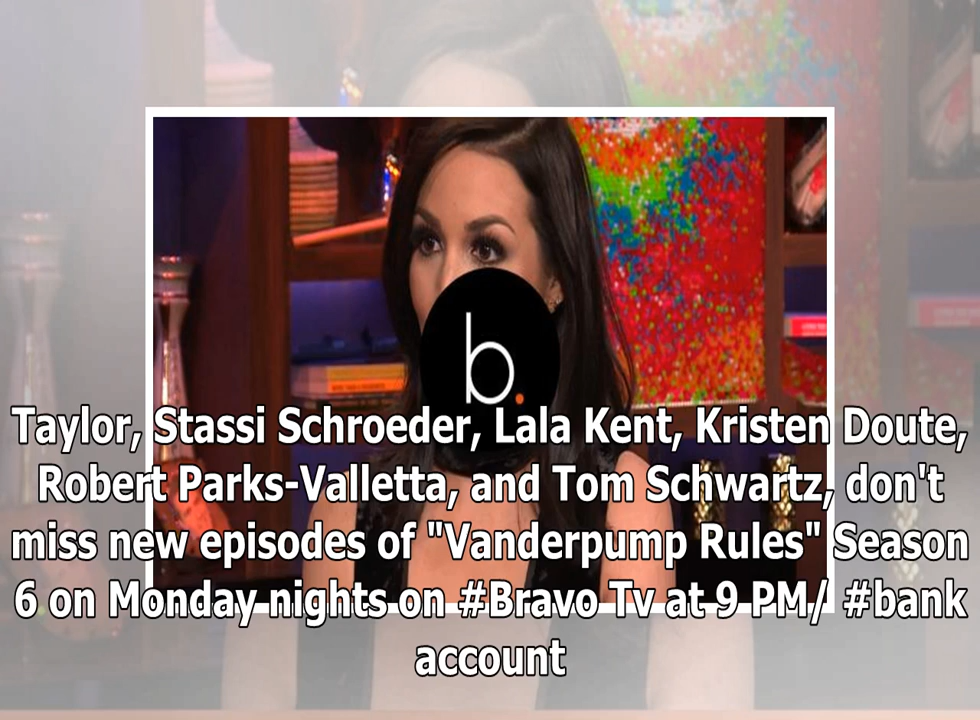 b.
Taylor, Stassi Schroeder, Lala Kent, Kristen Doute,
Robert Parks-Valletta, and Tom Schwartz, don't
miss new episodes of "Vanderpump Rules" Season
6 on Monday nights on #Bravo Tv at 9 PM/ #bank
account